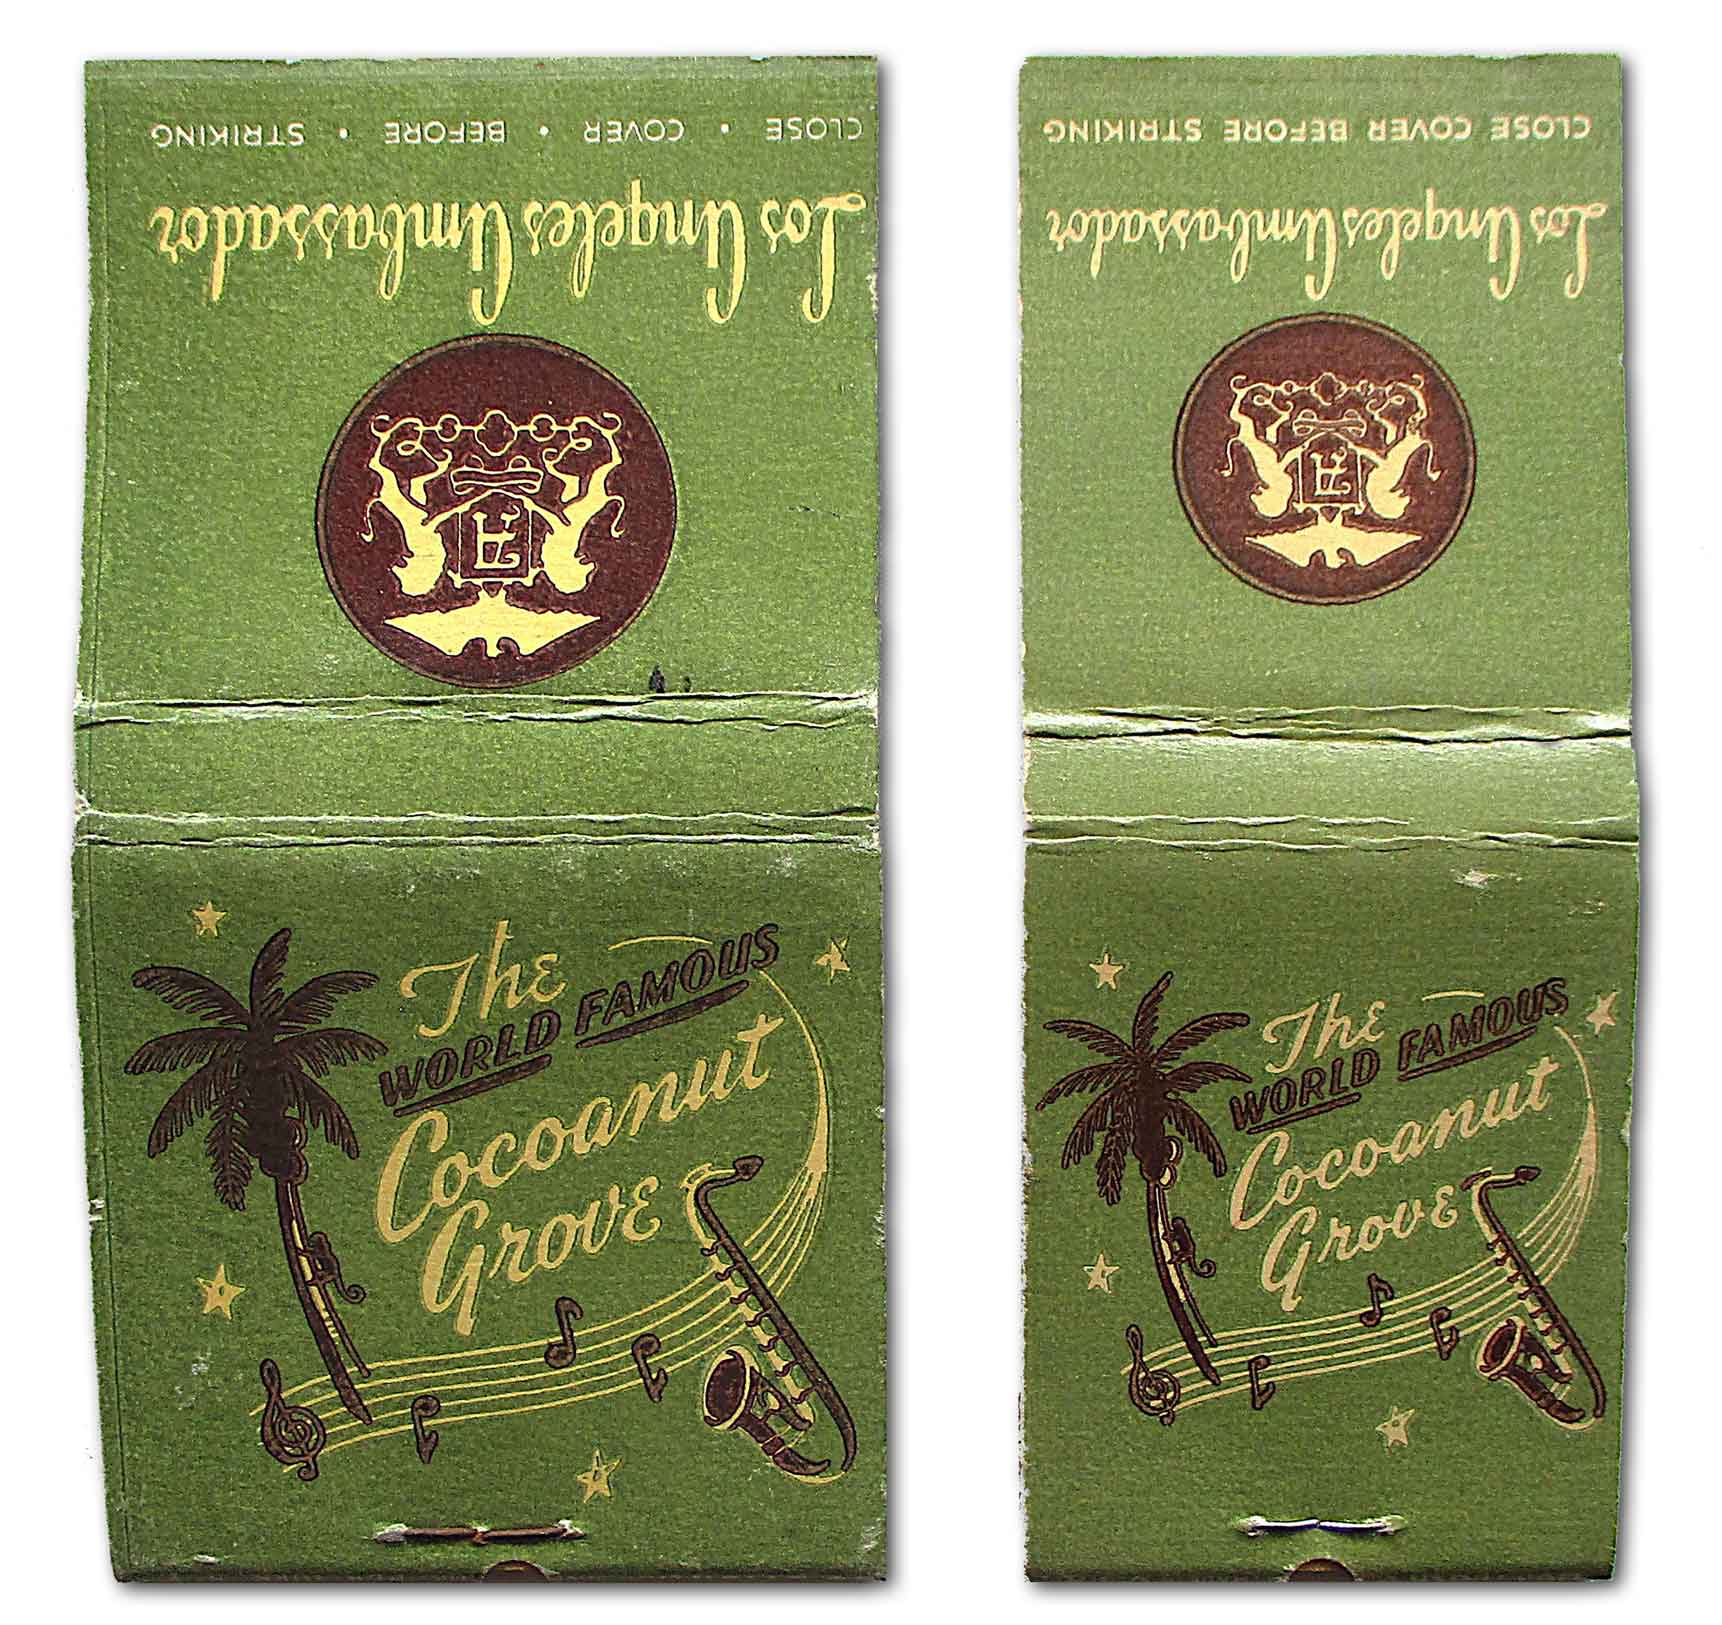 CLOSE • COVER • BEFORE • STRIKING
Los Angeles Ambassador
A
The
WORLD FAMOUS
Cocoanut
Grove
CLOSE COVER BEFORE STRIKING
Los Angeles Ambassador
A
The
WORLD FAMOUS
Cocoanut
Grove